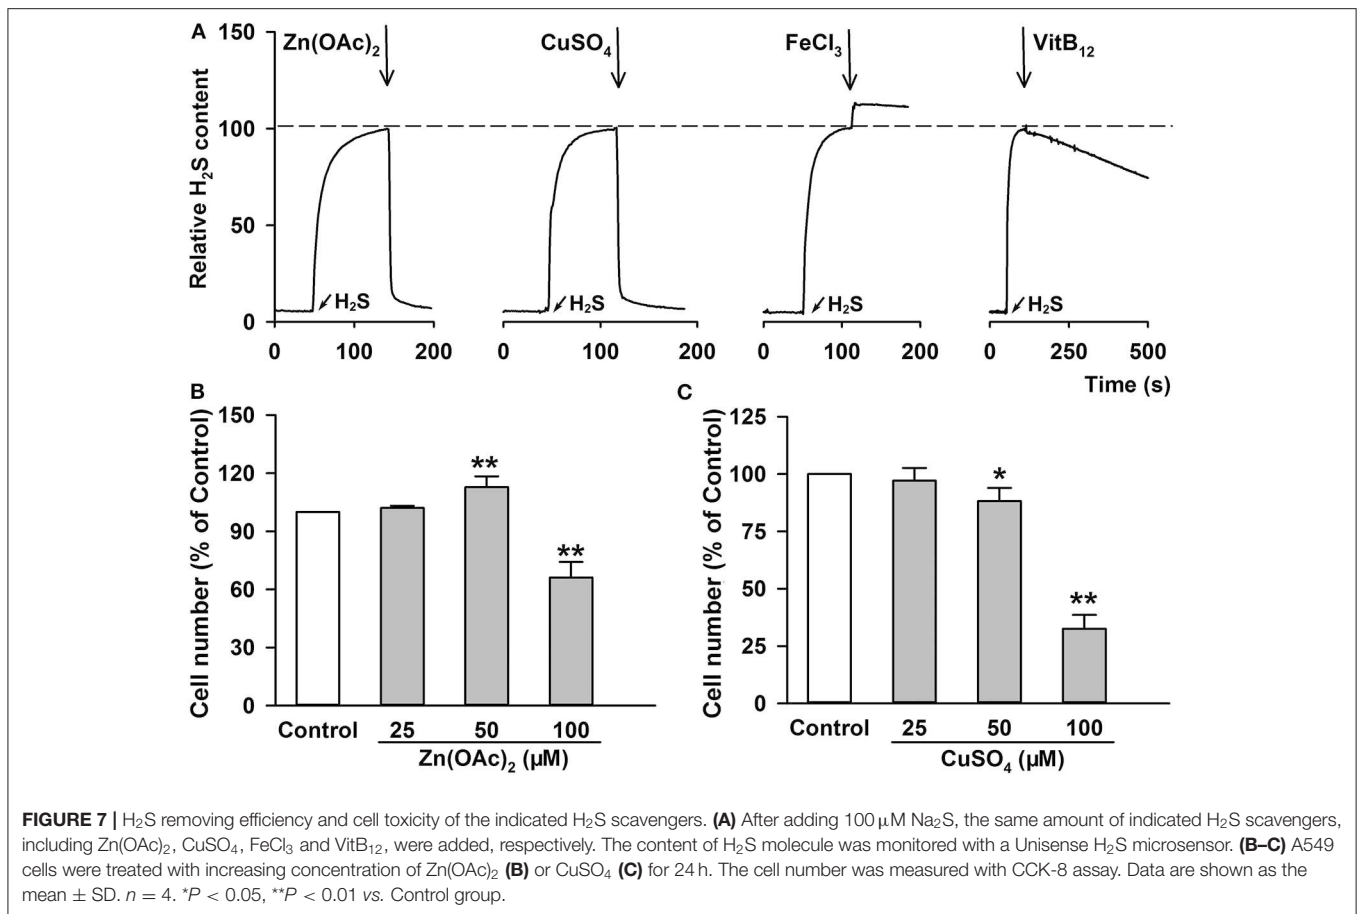 A
150
Zn(OAc)2
CuSO4
FeCl3
VitB12
Relative H2S content
100
50
0
H2S
H2S
H2S
H2S
0 100 200
0 100 200
0 100 200
0 250 500
Time (s)
B
Cell number (% of Control)
150
120
90
60
30
0
**
**
Control 25 50 100
Zn(OAc)2 (µM)
C
Cell number (% of Control)
125
100
75
50
25
0
*
**
Control 25 50 100
CuSO4 (µM)
FIGURE 7 | H2S removing efficiency and cell toxicity of the indicated H2S scavengers. (A) After adding 100 µM Na2S, the same amount of indicated H2S scavengers,
including Zn(OAc)2, CuSO4, FeCl3 and VitB12, were added, respectively. The content of H2S molecule was monitored with a Unisense H2S microsensor. (B–C) A549
cells were treated with increasing concentration of Zn(OAc)2 (B) or CuSO4 (C) for 24 h. The cell number was measured with CCK-8 assay. Data are shown as the
mean ± SD. n = 4. *P < 0.05, **P < 0.01 vs. Control group.